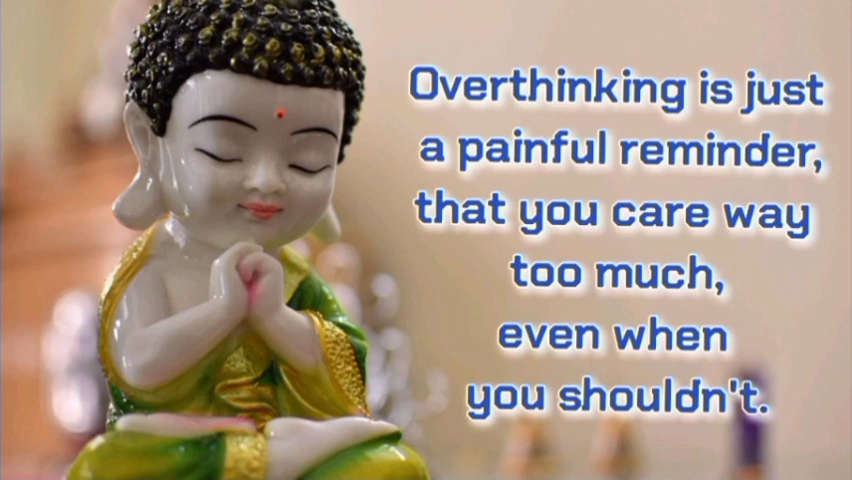 Overthinking is just
a painful reminder,
that you care way
too much,
even when
you shouldn't.